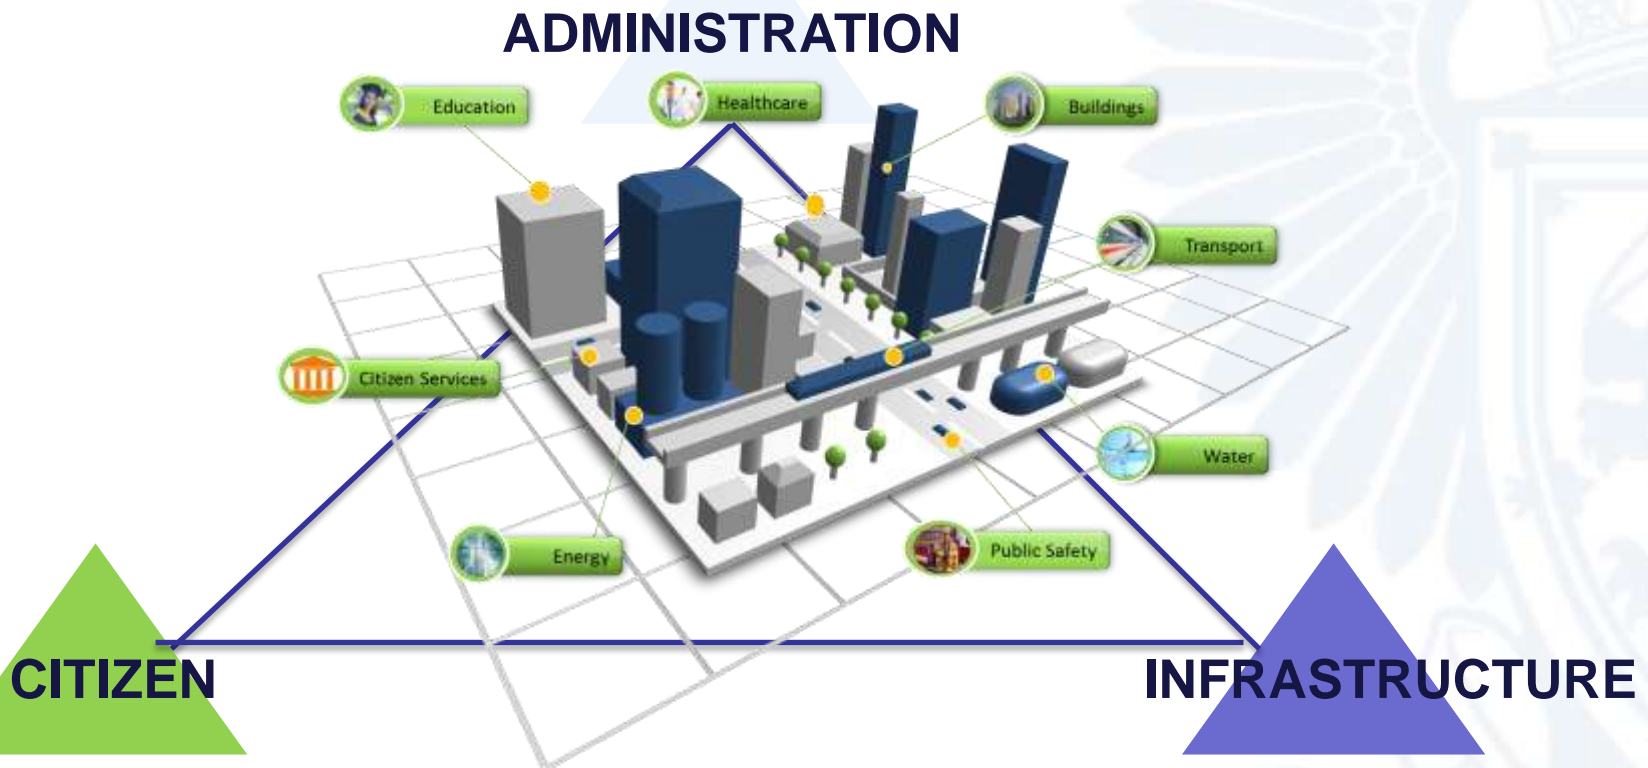 ADMINISTRATION
Education
Healthcare
Buildings
Transport
Citizen Services
Water
Energy
Public Safety
CITIZEN
INFRASTRUCTURE